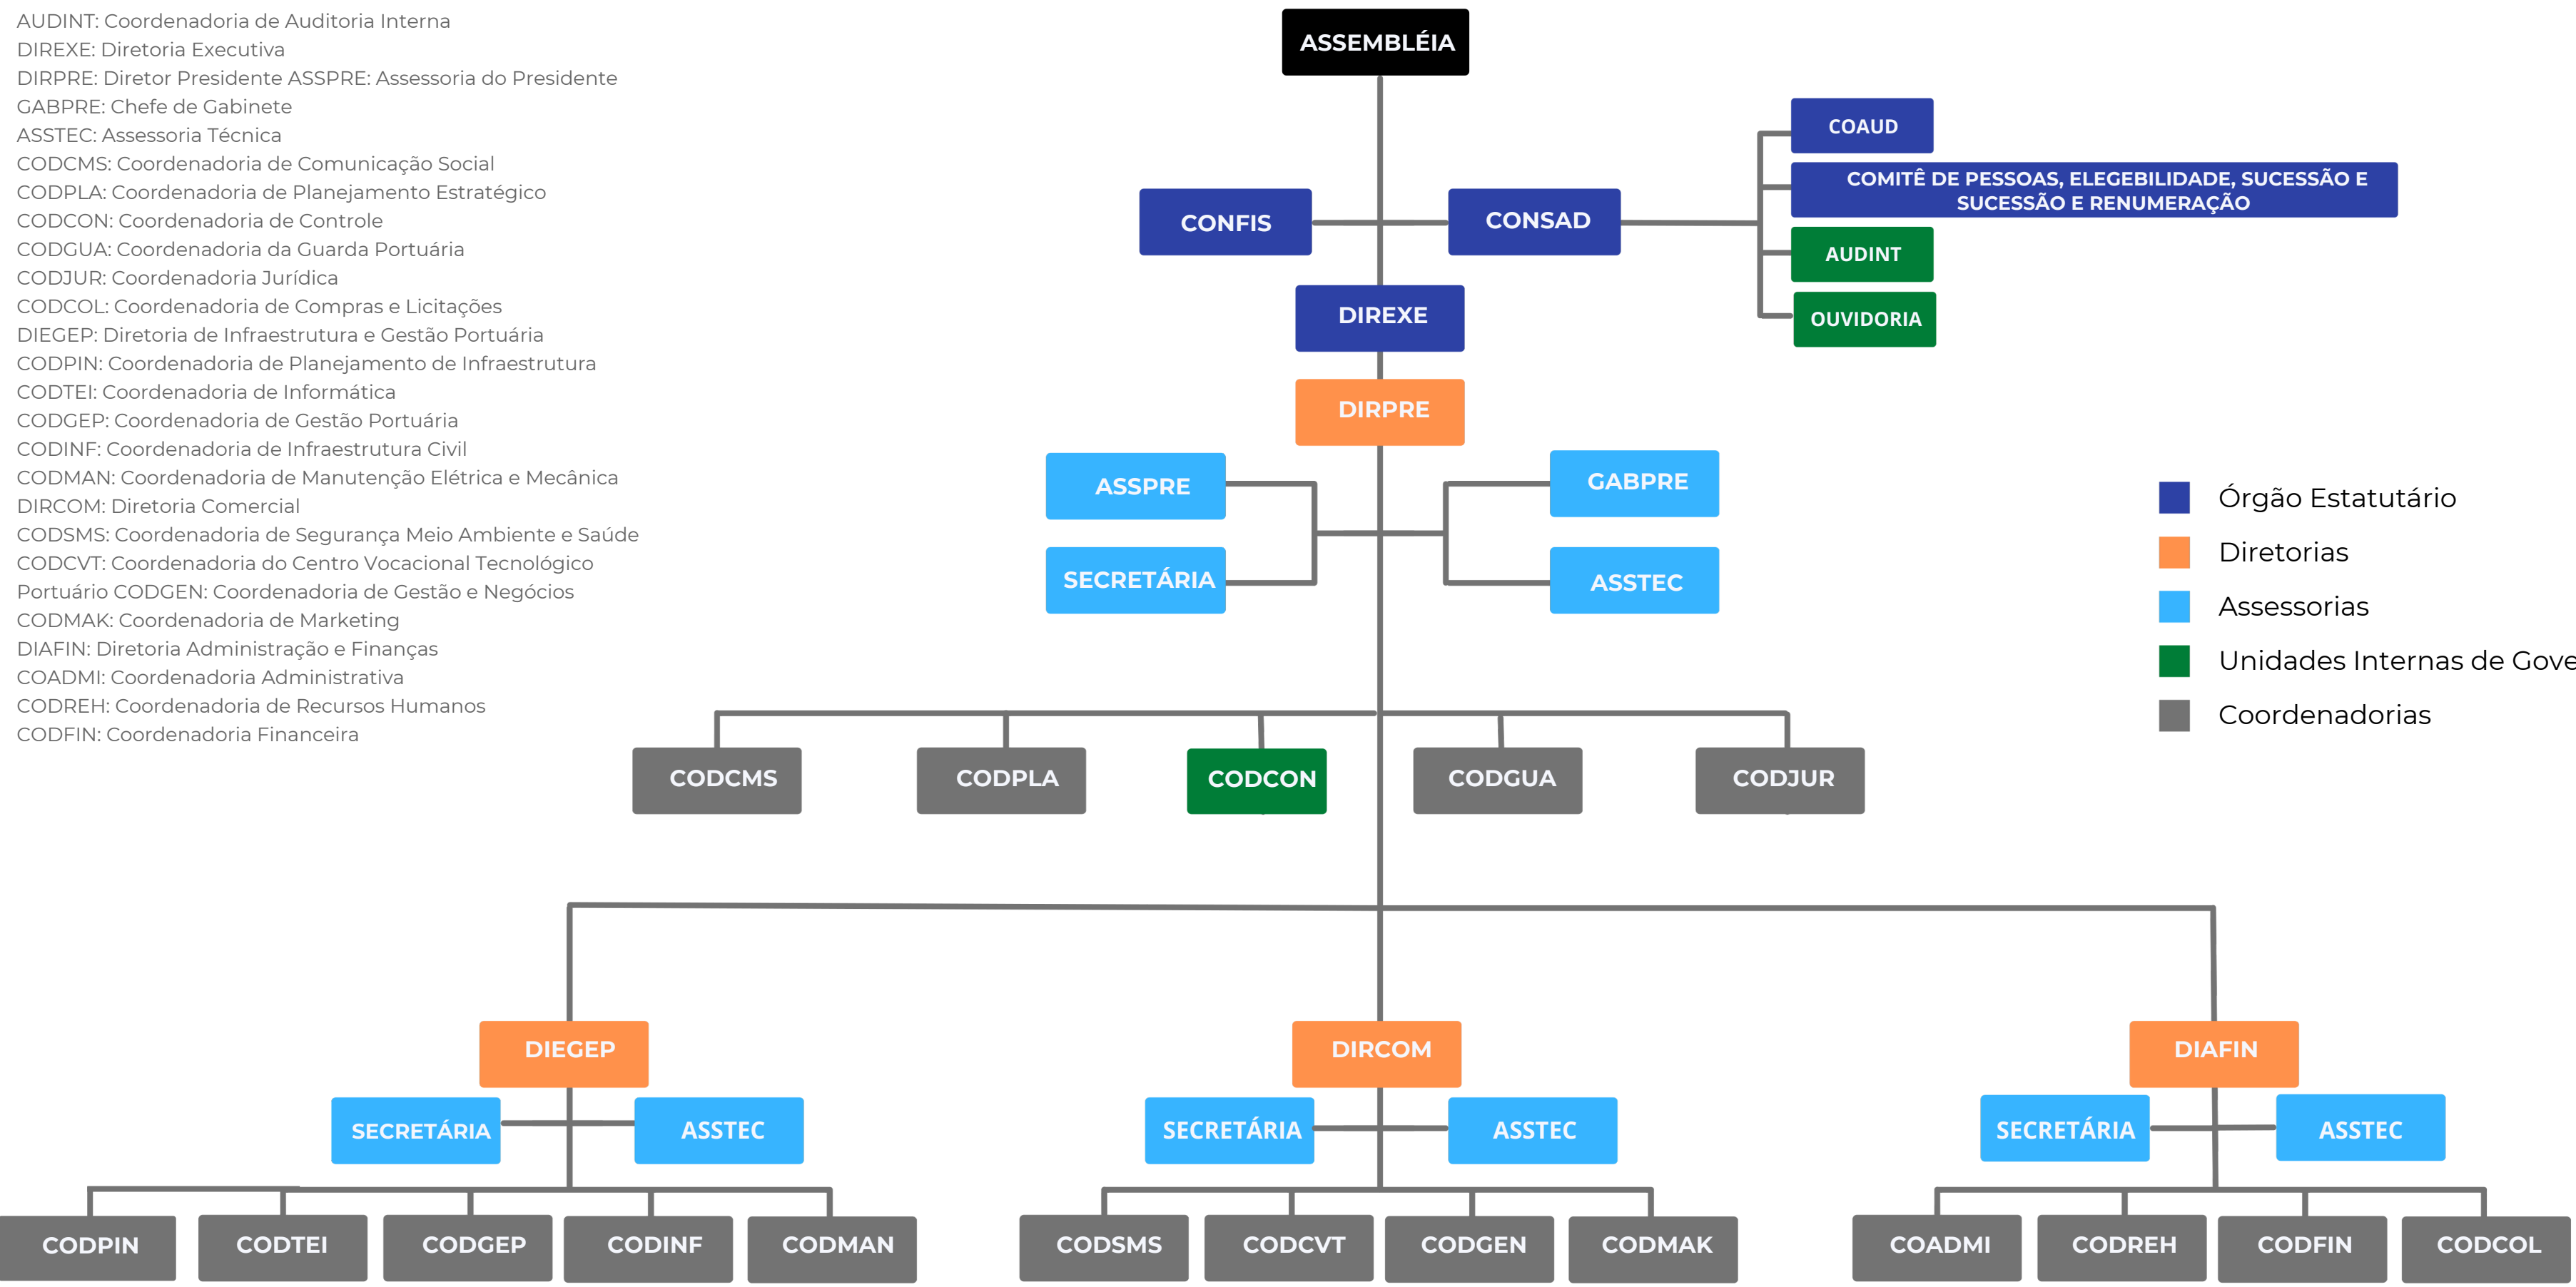 AUDINT: Coordenadoria de Auditoria Interna
DIREXE: Diretoria Executiva
DIRPRE: Diretor Presidente ASSPRE: Assessoria do Presidente
GABPRE: Chefe de Gabinete
ASSTEC: Assessoria Técnica
CODCMS: Coordenadoria de Comunicação Social
CODPLA: Coordenadoria de Planejamento Estratégico
CODCON: Coordenadoria de Controle
CODGUA: Coordenadoria da Guarda Portuária
CODJUR: Coordenadoria Jurídica
CODCOL: Coordenadoria de Compras e Licitações
DIEGEP: Diretoria de Infraestrutura e Gestão Portuária
CODPIN: Coordenadoria de Planejamento de Infraestrutura
CODTEI: Coordenadoria de Informática
CODGEP: Coordenadoria de Gestão Portuária
CODINF: Coordenadoria de Infraestrutura Civil
CODMAN: Coordenadoria de Manutenção Elétrica e Mecânica
DIRCOM: Diretoria Comercial
CODSMS: Coordenadoria de Segurança Meio Ambiente e Saúde
CODCVT: Coordenadoria do Centro Vocacional Tecnológico
Portuário CODGEN: Coordenadoria de Gestão e Negócios
CODMAK: Coordenadoria de Marketing
DIAFIN: Diretoria Administração e Finanças
COADMI: Coordenadoria Administrativa
CODREH: Coordenadoria de Recursos Humanos
CODFIN: Coordenadoria Financeira
ASSEMBLÉIA
COAUD
COMITÊ DE PESSOAS, ELEGEBILIDADE, SUCESSÃO E
SUCESSÃO E RENUMERAÇÃO
CONFIS
CONSAD
AUDINT
OUVIDORIA
DIREXE
DIRPRE
ASSPRE
GABPRE
SECRETÁRIA
ASSTEC
Órgão Estatutário
Diretorias
Assessorias
Unidades Internas de Gove
Coordenadorias
CODCMS
CODPLA
CODCON
CODGUA
CODJUR
DIEGEP
DIRCOM
DIAFIN
SECRETÁRIA
ASSTEC
SECRETÁRIA
ASSTEC
SECRETÁRIA
ASSTEC
CODPIN
CODTEI
CODGEP
CODINF
CODMAN
CODSMS
CODCVT
CODGEN
CODMAK
COADMI
CODREH
CODFIN
CODCOL